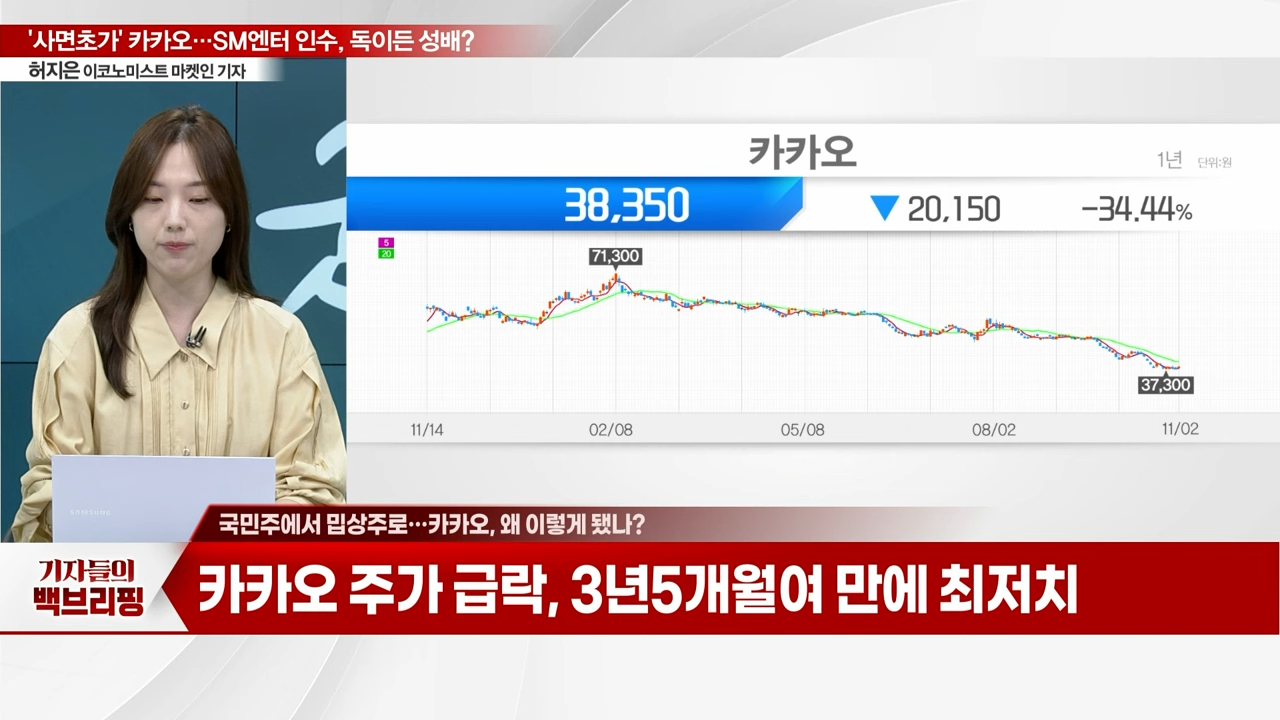 '사면초가' 카카오…SM엔터 인수, 독이든 성배?
허지은 이코노미스트 마켓인 기자
카카오
1년 단위:원
38,350 ▼ 20,150 -34.44%
5
20
71,300
37,300
11/14 02/08 05/08 08/02 11/02
SAMSUNG
국민주에서 밉상주로…카카오, 왜 이렇게 됐나?
기자들의
백브리핑
카카오 주가 급락, 3년5개월여 만에 최저치